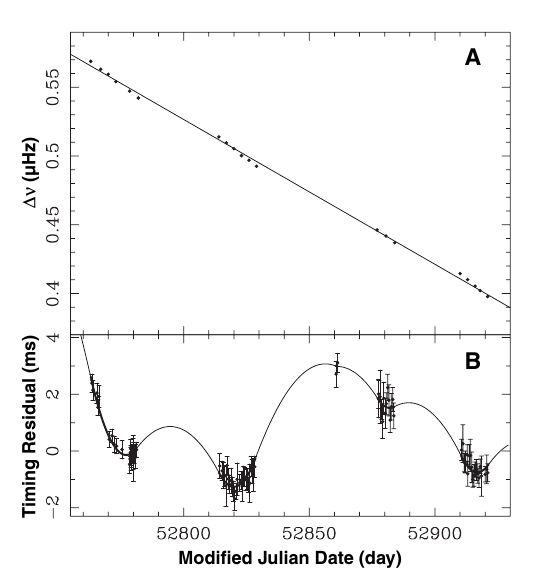 A
0.55
0.5
0.45
0.4
Δν (μHz)
B
4
2
0
−2
Timing Residual (ms)
52800 52850 52900
Modified Julian Date (day)